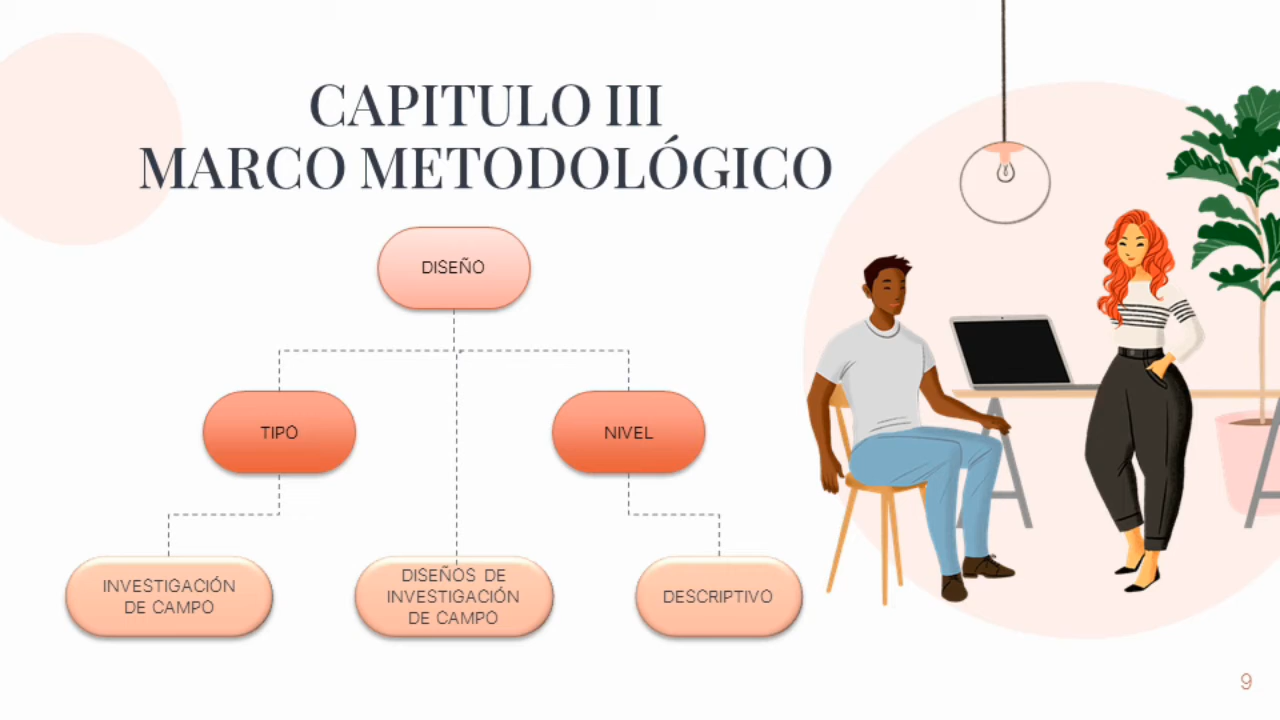 CAPITULO III
MARCO METODOLÓGICO
DISEÑO
TIPO
NIVEL
INVESTIGACIÓN
DE CAMPO
DISEÑOS DE
INVESTIGACIÓN
DE CAMPO
DESCRIPTIVO
9